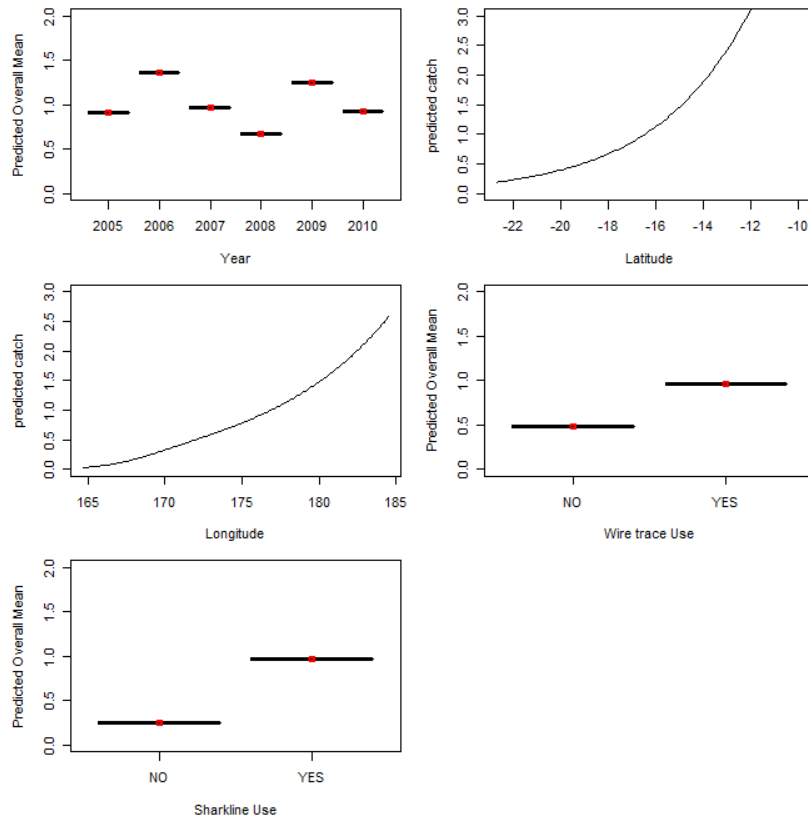 Predicted Overall Mean
2.0
1.5
1.0
0.5
0.0
2005 2006 2007 2008 2009 2010
Year
predicted catch
3.0
2.5
2.0
1.5
1.0
0.5
0.0
-22 -20 -18 -16 -14 -12 -10
Latitude
predicted catch
3.0
2.5
2.0
1.5
1.0
0.5
0.0
165 170 175 180 185
Longitude
Predicted Overall Mean
2.0
1.5
1.0
0.5
0.0
NO YES
Wire trace Use
Predicted Overall Mean
2.0
1.5
1.0
0.5
0.0
NO YES
Sharkline Use